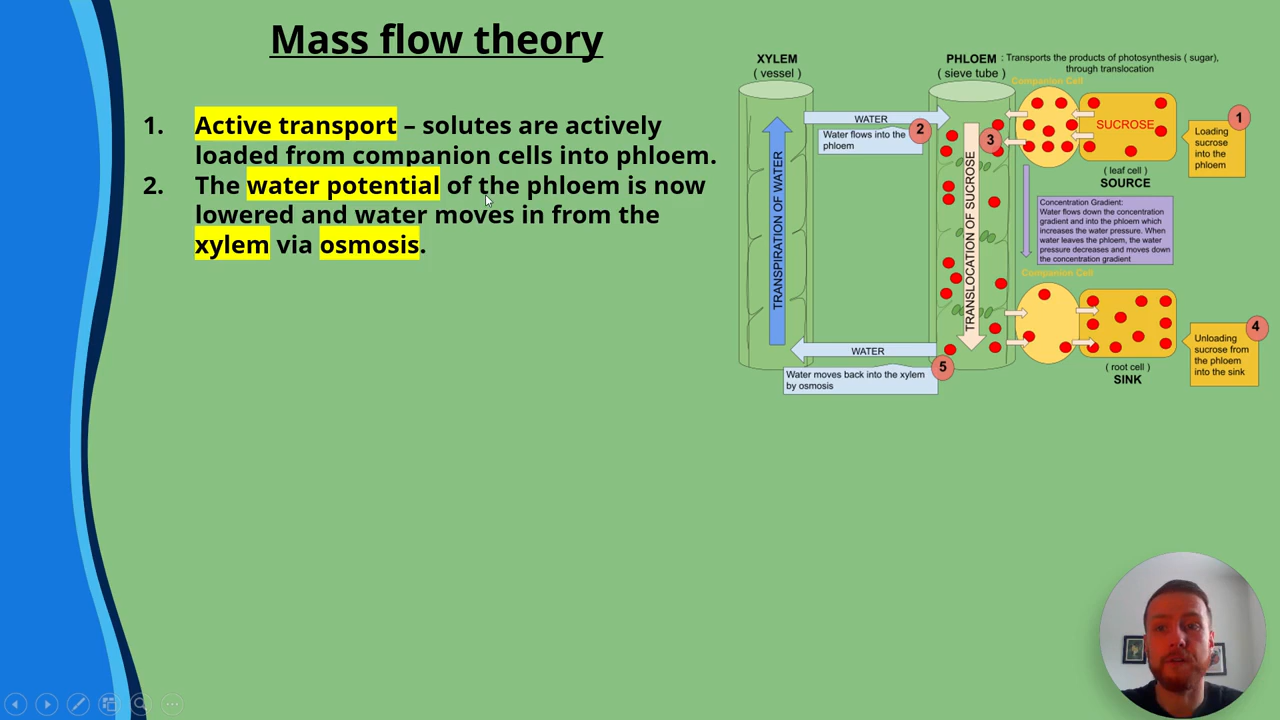 Mass flow theory
1. Active transport – solutes are actively
loaded from companion cells into phloem.
2. The water potential of the phloem is now
lowered and water moves in from the
xylem via osmosis.
XYLEM
( vessel )
PHLOEM : Transports the products of photosynthesis ( sugar),
( sieve tube ) through translocation
Companion Cell
WATER
2
Water flows into the
phloem
3
SUCROSE
1
Loading
sucrose
into the
phloem
( leaf cell )
SOURCE
TRANSPIRATION OF WATER
TRANSLOCATION OF SUCROSE
Concentration Gradient:
Water flows down the concentration
gradient and into the phloem which
increases the water pressure. When
water leaves the phloem, the water
pressure decreases and moves down
the concentration gradient
Companion Cell
4
Unloading
sucrose from
the phloem
into the sink
( root cell )
SINK
WATER
5
Water moves back into the xylem
by osmosis